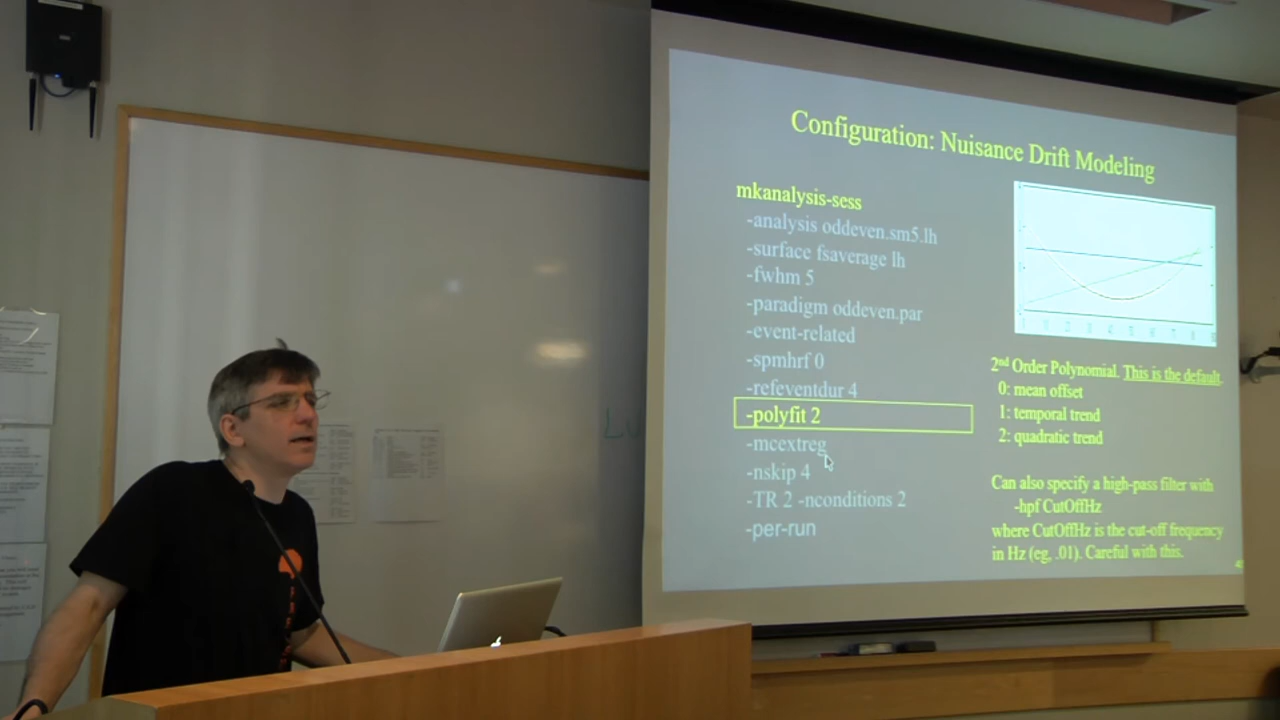 Configuration: Nuisance Drift Modeling
mkanalysis-sess
-analysis oddeven.sm5.lh
-surface fsaverage lh
-fwhm 5
-paradigm oddeven.par
-event-related
-spmhrf 0
-refeventdur 4
-polyfit 2
-mcextreg
-nskip 4
-TR 2 -nconditions 2
-per-run
2nd Order Polynomial. This is the default.
0: mean offset
1: temporal trend
2: quadratic trend
Can also specify a high-pass filter with
-hpf CutOffHz
where CutOffHz is the cut-off frequency
in Hz (eg, .01). Careful with this.